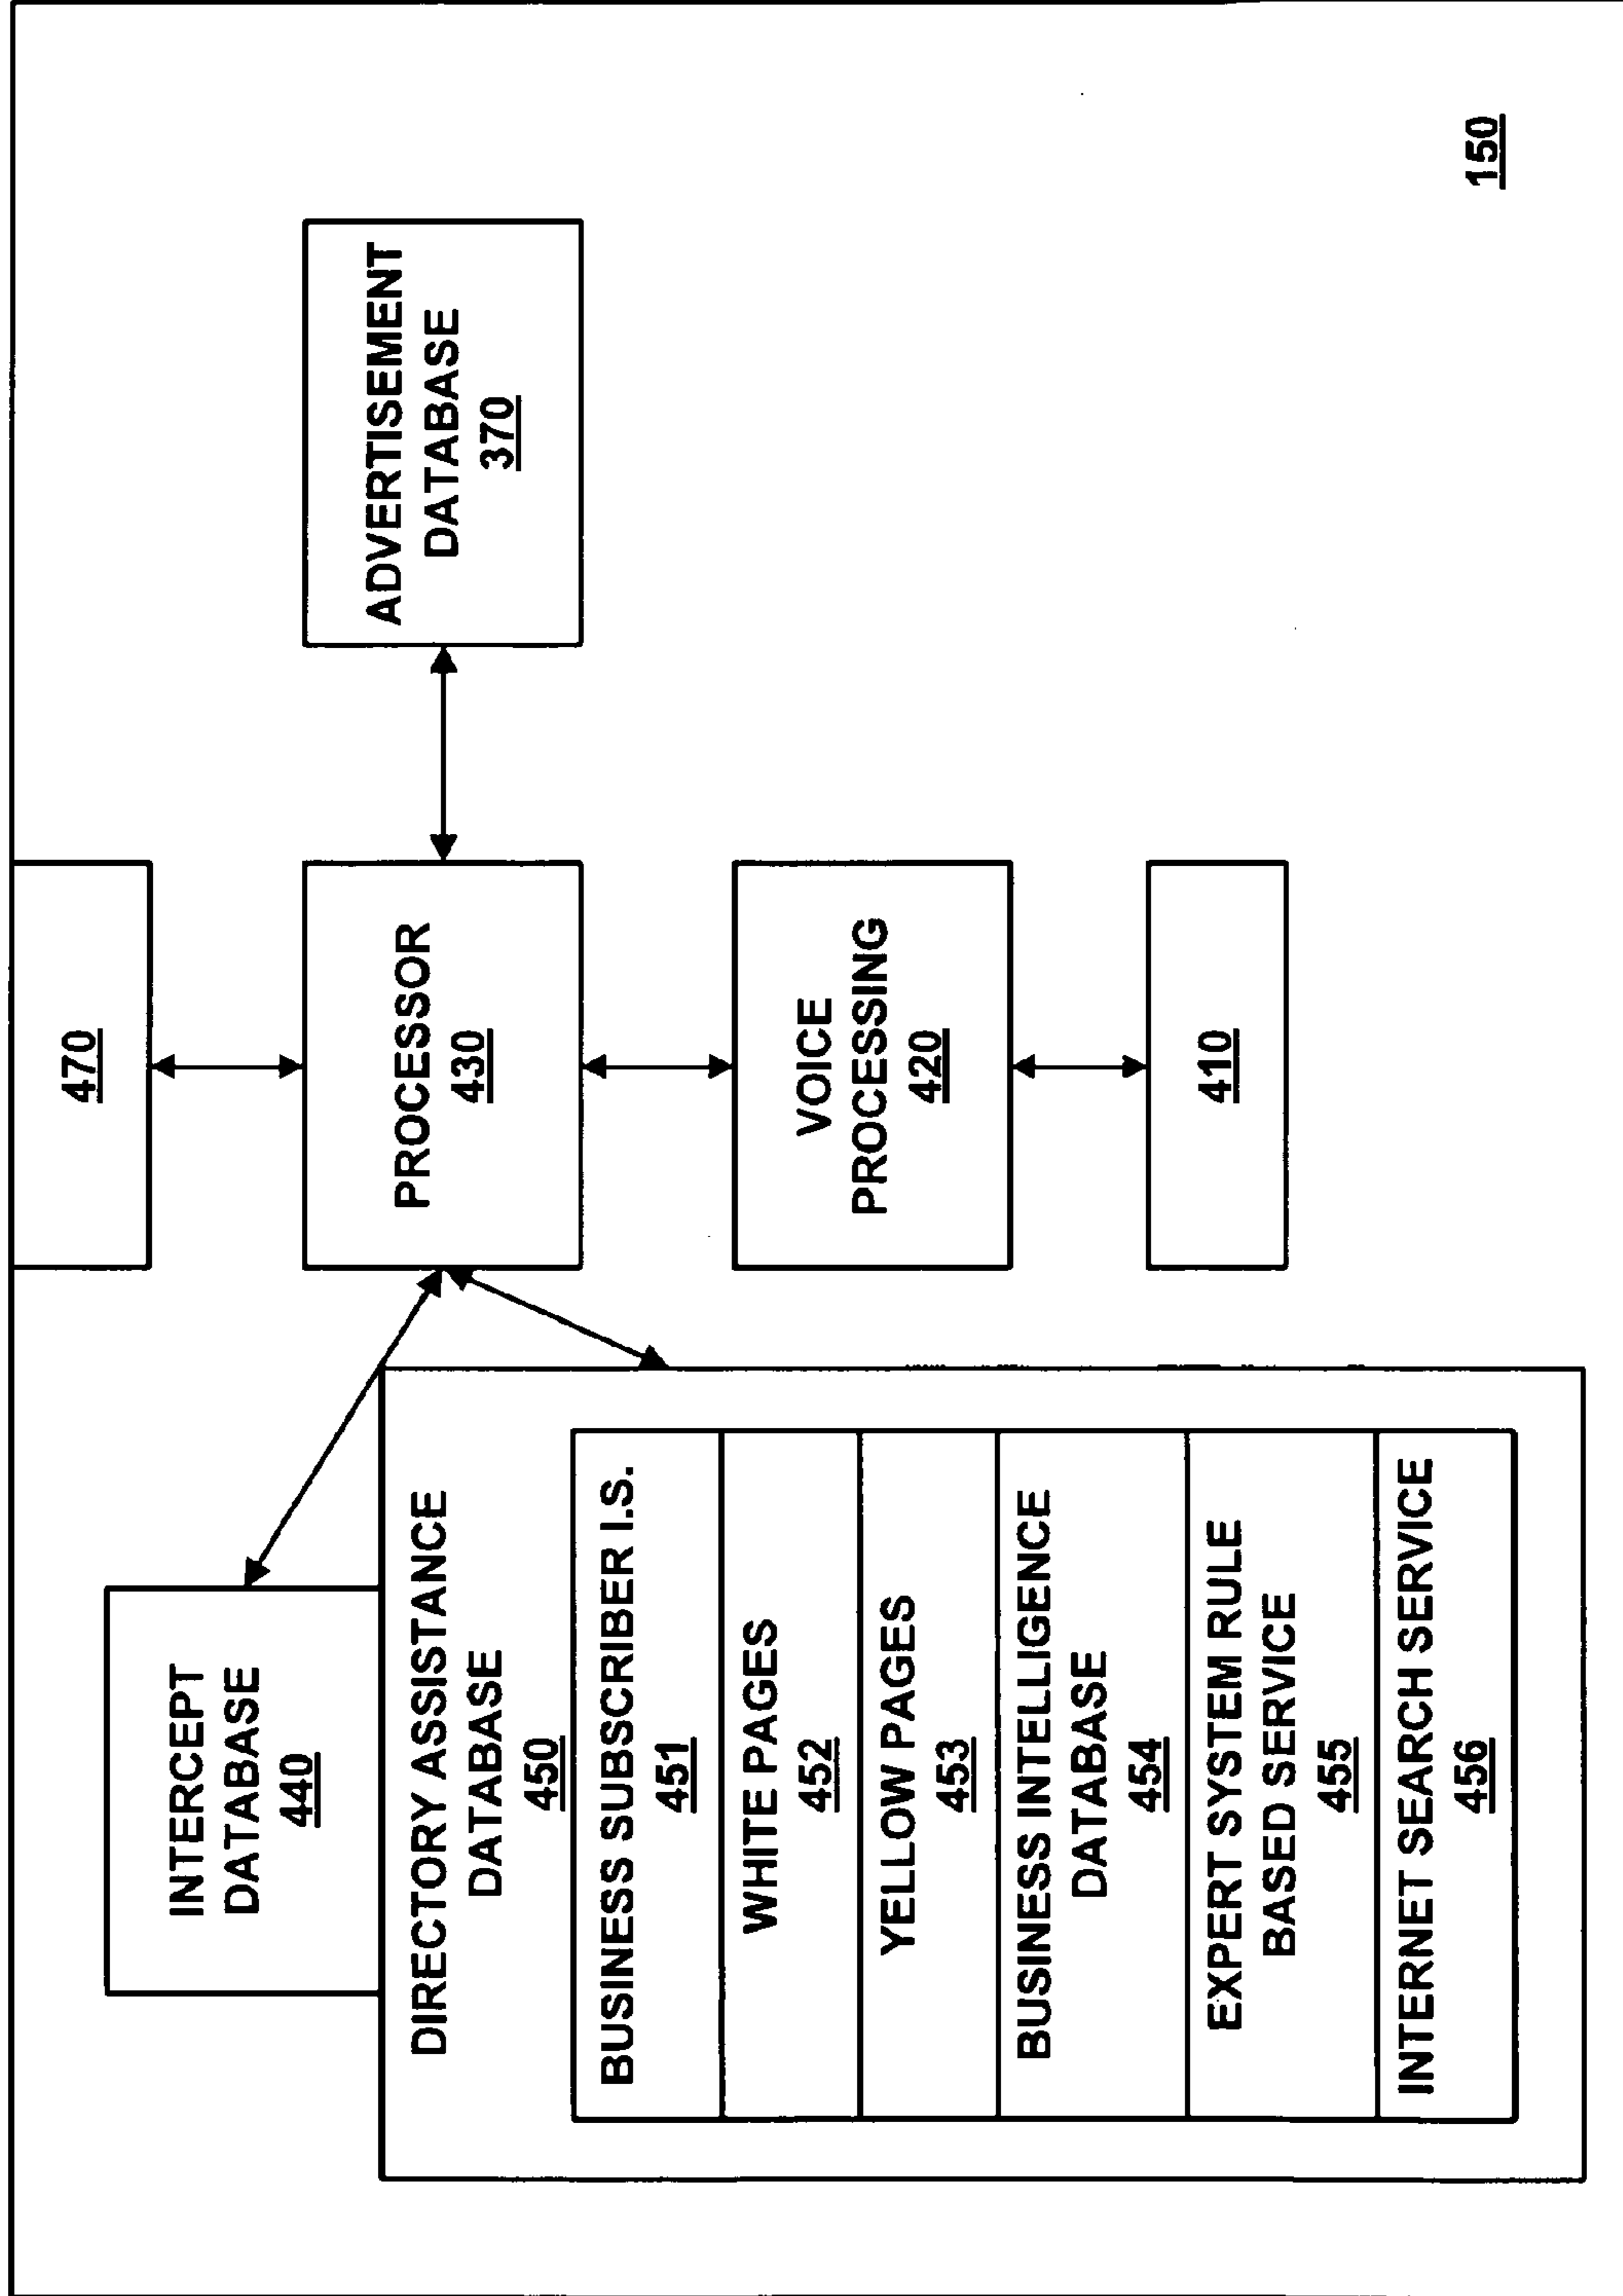 470
INTERCEPT
DATABASE
440
PROCESSOR
430
ADVERTISEMENT
DATABASE
370
DIRECTORY ASSISTANCE
DATABASE
450
BUSINESS SUBSCRIBER I.S.
451
WHITE PAGES
452
YELLOW PAGES
453
BUSINESS INTELLIGENCE
DATABASE
454
EXPERT SYSTEM RULE
BASED SERVICE
455
INTERNET SEARCH SERVICE
456
VOICE
PROCESSING
420
410
150